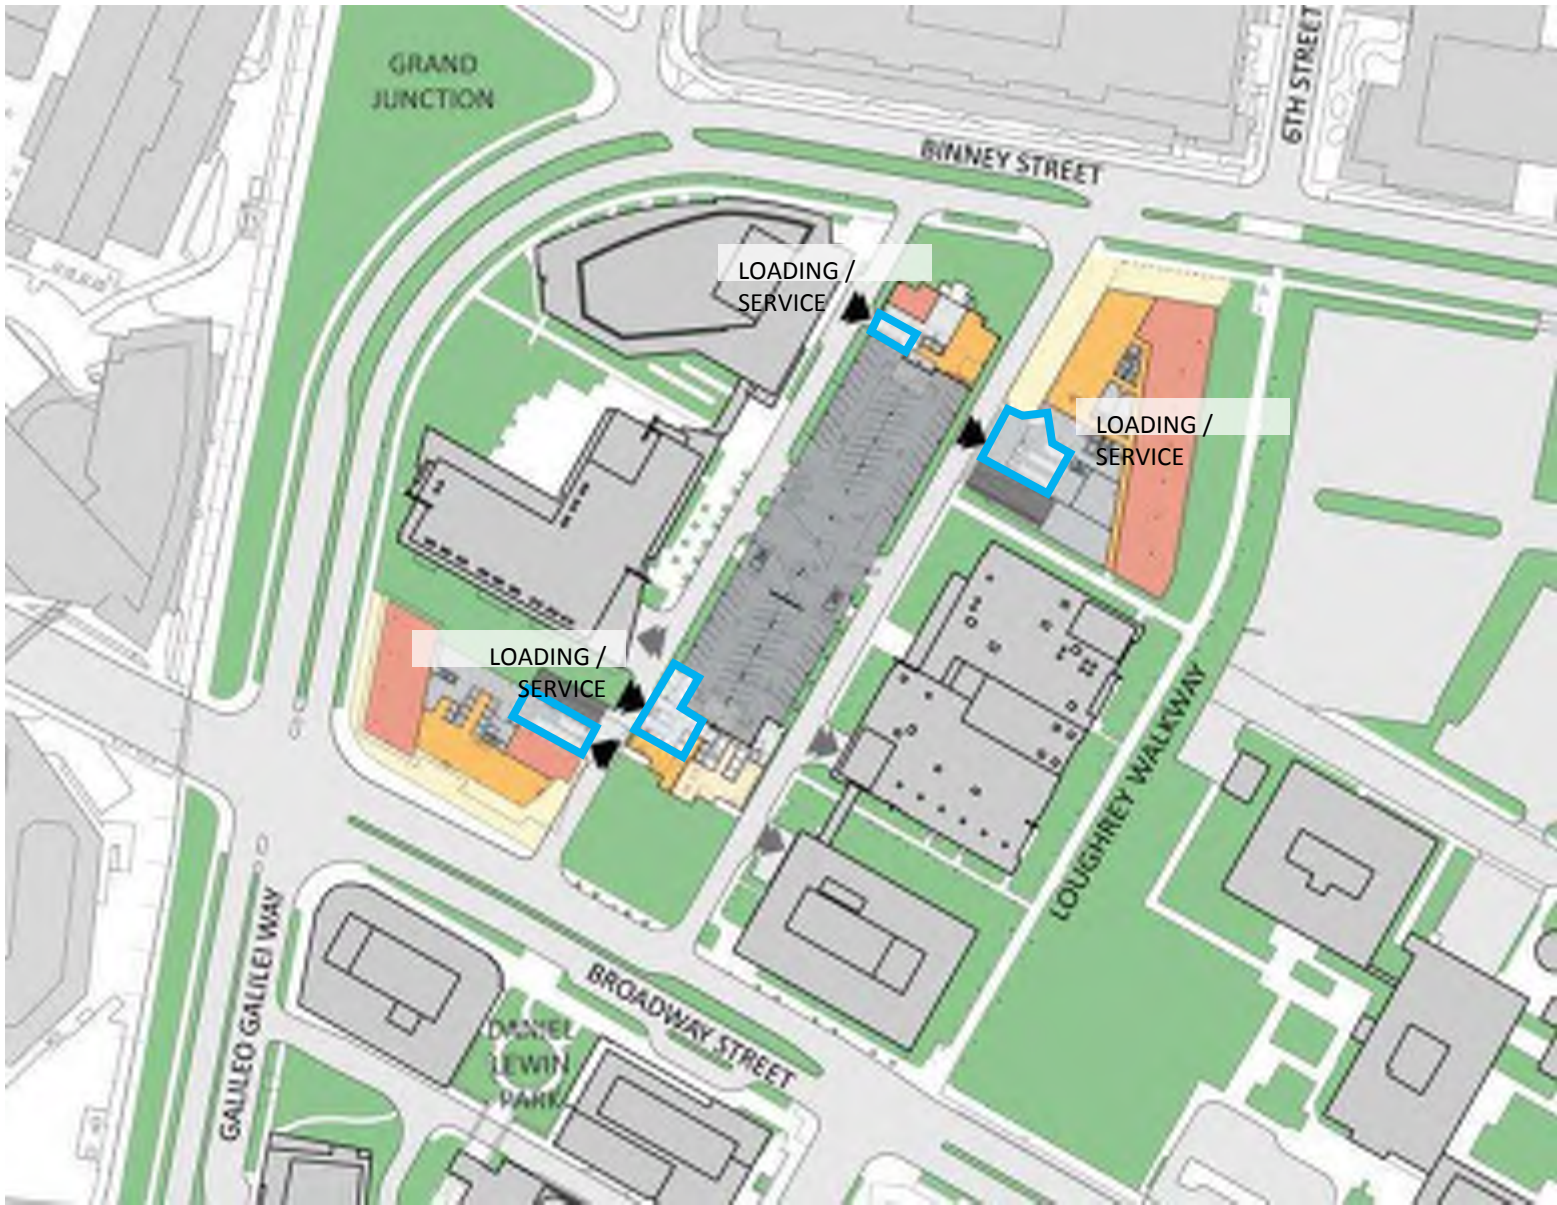 GRAND
JUNCTION
6TH STREET
BINNEY STREET
LOADING /
SERVICE
LOADING /
SERVICE
LOADING /
SERVICE
LOUGHREY WALKWAY
GALILEO GALILEI WAY
BROADWAY STREET
DANIEL
LEWIN
PARK